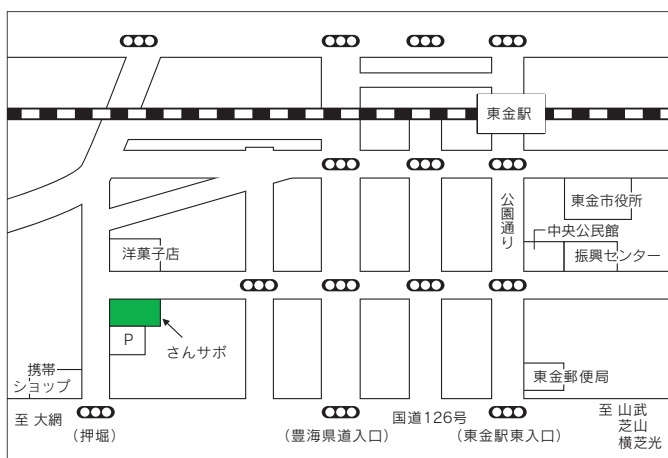 東金駅
公園通り
東金市役所
中央公民館
振興センター
洋菓子店
P
さんサポ
携帯
ショップ
東金郵便局
至 大網
国道126号
至 山武
芝山
横芝光
（押堀）
（豊海県道入口）
（東金駅東入口）